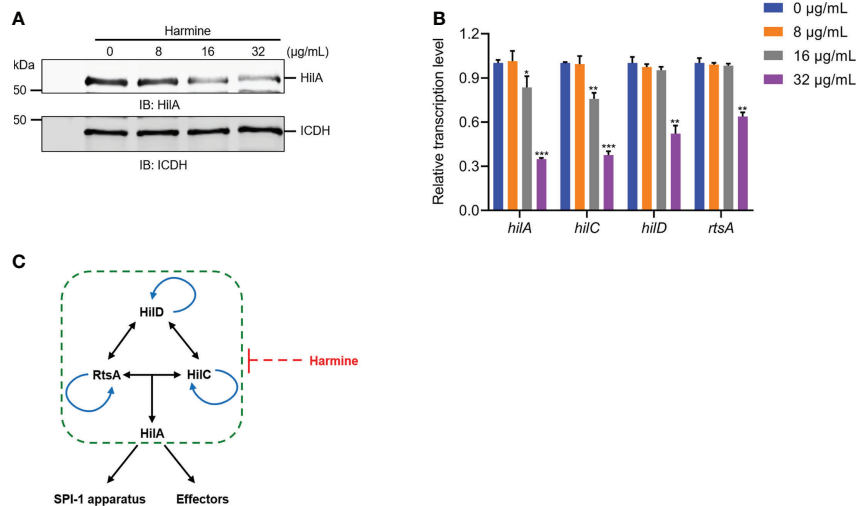 A
Harmine
0 8 16 32 (µg/mL)
kDa
HilA
50
IB: HilA
50
ICDH
IB: ICDH
B
0 µg/mL
8 µg/mL
16 µg/mL
32 µg/mL
Relative transcription level
1.2
0.9
0.6
0.3
0.0
* *** ** *** ** **
hilA hilC hilD rtsA
C
HilD
RtsA HilC
Harmine
HilA
SPI-1 apparatus Effectors